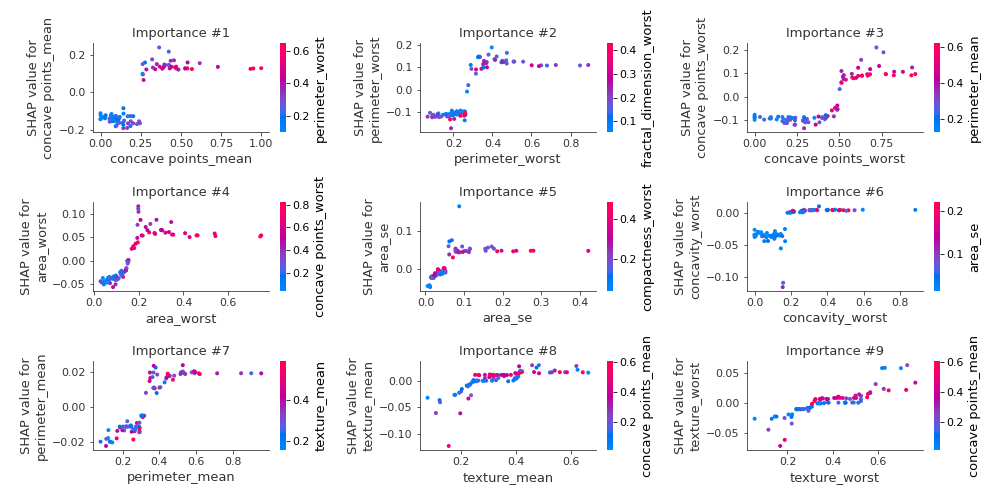 Importance #1
SHAP value for
concave points_mean
0.2
0.0
−0.1
−0.2
0.00
0.25
0.50
0.75
1.00
concave points_mean
0.6
0.4
0.2
perimeter_worst
Importance #2
SHAP value for
perimeter_worst
0.2
0.1
0.0
−0.1
0.2
0.4
0.6
0.8
perimeter_worst
0.4
0.3
0.2
0.1
fractal_dimension_worst
Importance #3
SHAP value for
concave points_worst
0.2
0.1
0.0
−0.1
0.00
0.25
0.50
0.75
concave points_worst
0.6
0.4
0.2
perimeter_mean
Importance #4
SHAP value for
area_worst
0.10
0.05
0.00
−0.05
0.0
0.2
0.4
0.6
area_worst
0.8
0.6
0.4
0.2
concave points_worst
Importance #5
SHAP value for
area_se
0.1
0.0
0.0
0.1
0.2
0.3
0.4
area_se
0.4
0.2
compactness_worst
Importance #6
SHAP value for
concavity_worst
0.00
−0.05
−0.10
0.0
0.2
0.4
0.6
0.8
concavity_worst
0.2
0.1
area_se
Importance #7
SHAP value for
perimeter_mean
0.02
0.00
−0.02
0.2
0.4
0.6
0.8
perimeter_mean
0.4
0.2
texture_mean
Importance #8
SHAP value for
texture_mean
0.00
−0.05
−0.10
0.2
0.4
0.6
texture_mean
0.6
0.4
0.2
concave points_mean
Importance #9
SHAP value for
texture_worst
0.05
0.00
−0.05
0.2
0.4
0.6
texture_worst
0.6
0.4
0.2
concave points_mean